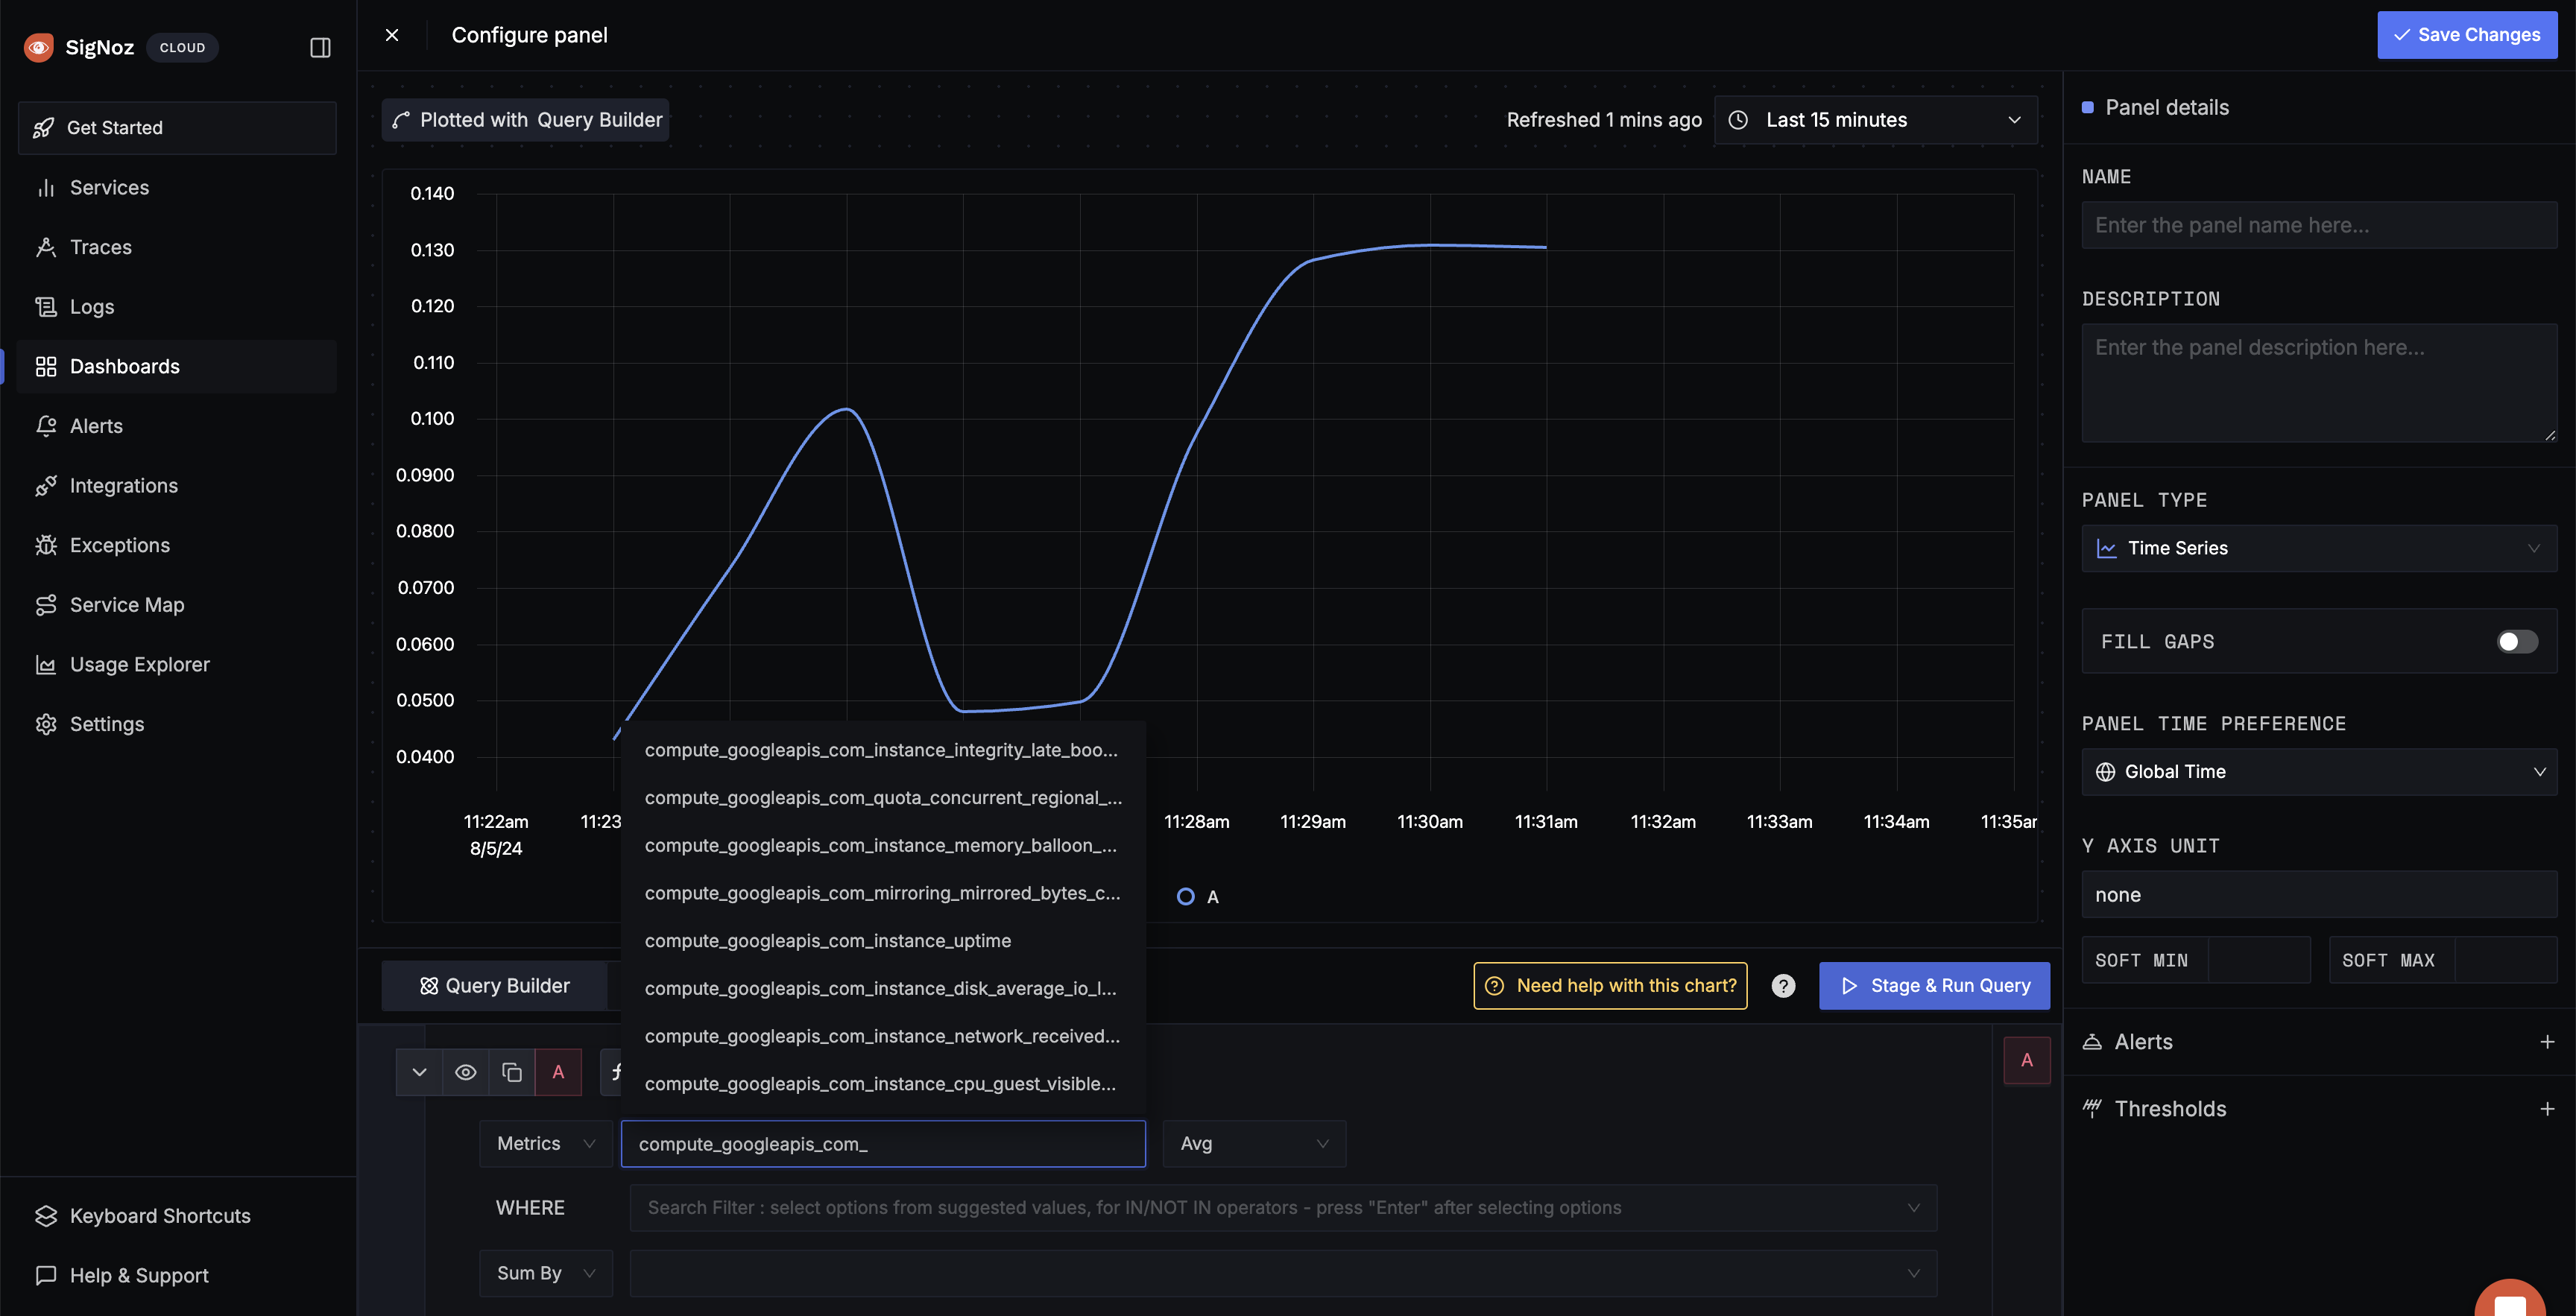 SigNoz CLOUD
Get Started
Services
Traces
Logs
Dashboards
Alerts
Integrations
Exceptions
Service Map
Usage Explorer
Settings
Keyboard Shortcuts
Help & Support
Configure panel
Save Changes
Plotted with Query Builder
Refreshed 1 mins ago
Last 15 minutes
0.140
0.130
0.120
0.110
0.100
0.0900
0.0800
0.0700
0.0600
0.0500
0.0400
11:22am 11:23 11:28am 11:29am 11:30am 11:31am 11:32am 11:33am 11:34am 11:35ar
8/5/24
A
compute_googleapis_com_instance_integrity_late_boo...
compute_googleapis_com_quota_concurrent_regional_...
compute_googleapis_com_instance_memory_balloon_...
compute_googleapis_com_mirroring_mirrored_bytes_c...
compute_googleapis_com_instance_uptime
compute_googleapis_com_instance_disk_average_io_l...
compute_googleapis_com_instance_network_received...
compute_googleapis_com_instance_cpu_guest_visible...
Query Builder
Need help with this chart?
?
Stage & Run Query
A
A
Metrics
compute_googleapis_com_
Avg
WHERE
Search Filter : select options from suggested values, for IN/NOT IN operators - press "Enter" after selecting options
Sum By
Panel details
NAME
Enter the panel name here...
DESCRIPTION
Enter the panel description here...
PANEL TYPE
Time Series
FILL GAPS
PANEL TIME PREFERENCE
Global Time
Y AXIS UNIT
none
SOFT MIN
SOFT MAX
Alerts
Thresholds